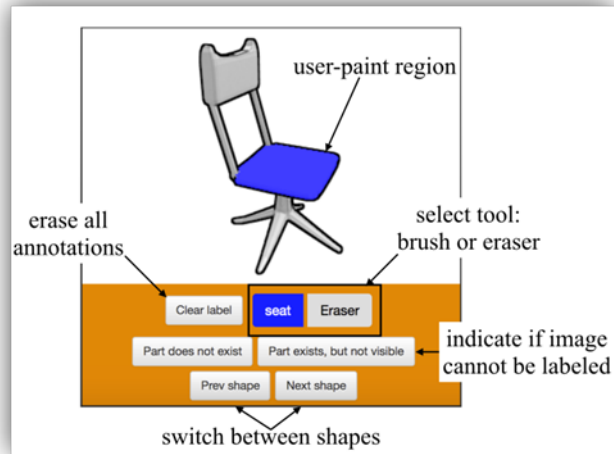 user-paint region
erase all
annotations
select tool:
brush or eraser
Clear label
seat
Eraser
Part does not exist
Part exists, but not visible
indicate if image
cannot be labeled
Prev shape
Next shape
switch between shapes